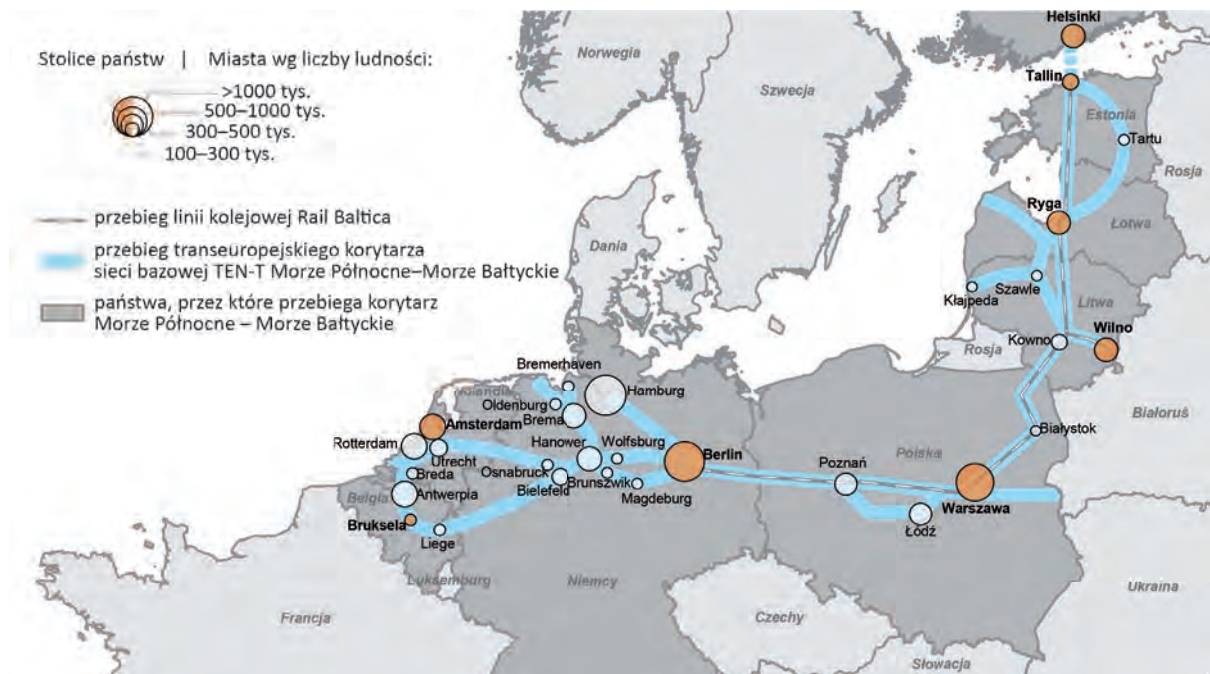 Stolice państw | Miasta wg liczby ludności:
>1000 tys.
500–1000 tys.
300–500 tys.
100–300 tys.
przebieg linii kolejowej Rail Baltica
przebieg transeuropejskiego korytarza
sieci bazowej TEN-T Morze Północne–Morze Bałtyckie
państwa, przez które przebiega korytarz
Morze Północne – Morze Bałtyckie
Helsinki
Norwegia
Szwecja
Tallin
Estonia
Tartu
Rosja
Ryga
Łotwa
Dania
Szawle
Kłajpeda
Litwa
Wilno
Kowno
Rosja
Bremerhaven
Hamburg
Holandia
Oldenburg
Brema
Białoruś
Amsterdam
Białystok
Rotterdam
Hanower
Wolfsburg
Berlin
Utrecht
Osnabruck
Poznań
Polska
Breda
Brunszwik
Bielefeld
Magdeburg
Antwerpia
Belgia
Warszawa
Łódź
Bruksela
Liege
Luksemburg
Niemcy
Ukraina
Francja
Czechy
Słowacja